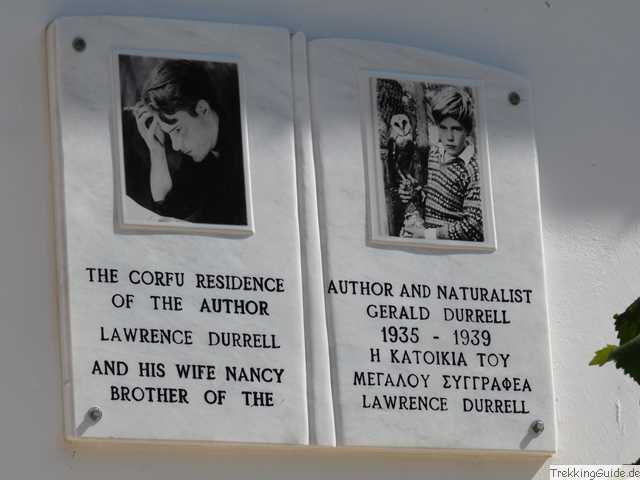 THE CORFU RESIDENCE
OF THE AUTHOR
LAWRENCE DURRELL
AND HIS WIFE NANCY
BROTHER OF THE
AUTHOR AND NATURALIST
GERALD DURRELL
1935 - 1939
Η ΚΑΤΟΙΚΙΑ ΤΟΥ
ΜΕΓΑΛΟΥ ΣΥΓΓΡΑΦΕΑ
LAWRENCE DURRELL
TrekkingGuide.de